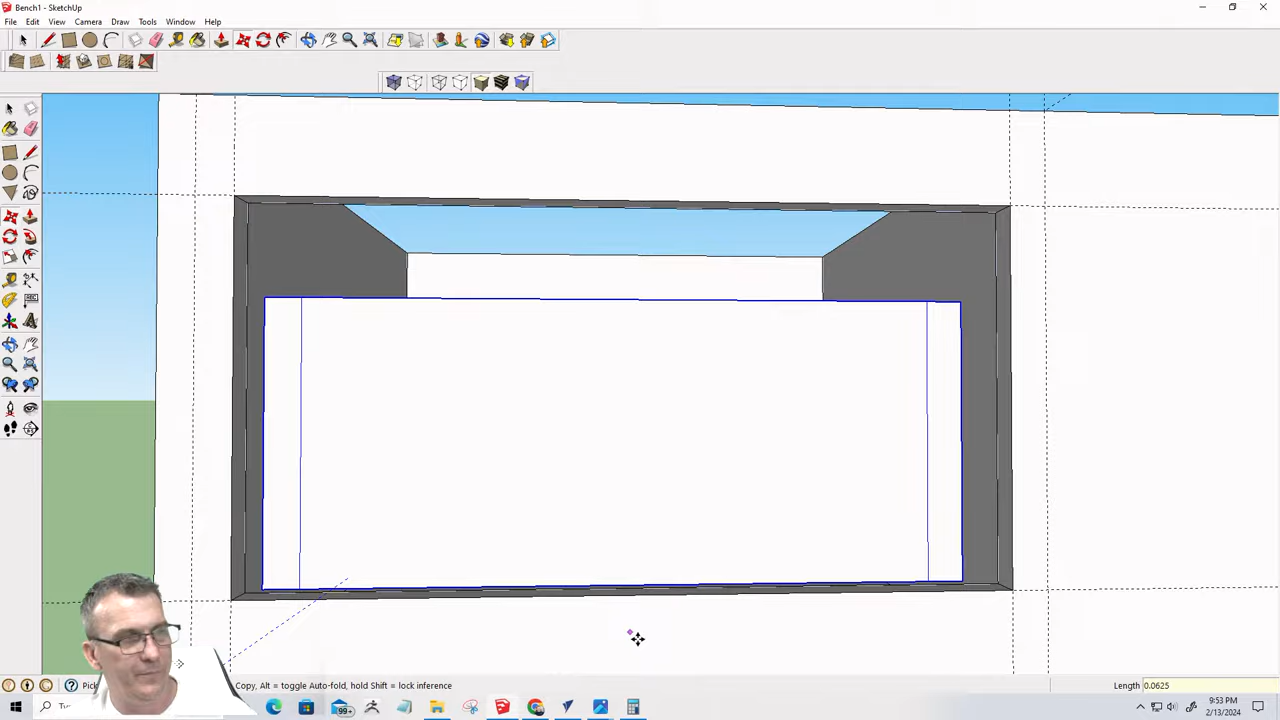 Bench1 - SketchUp
File Edit View Camera Draw Tools Window Help
Copy, Alt = toggle Auto-fold, hold Shift = lock inference
Length 0.0625
99+
9:53 PM
2/13/2024